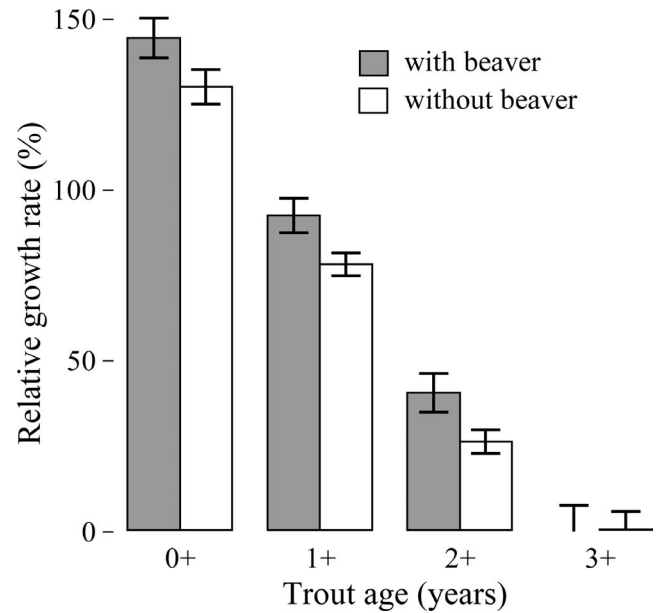 150
100
50
0
Relative growth rate (%)
with beaver
without beaver
0+ 1+ 2+ 3+
Trout age (years)